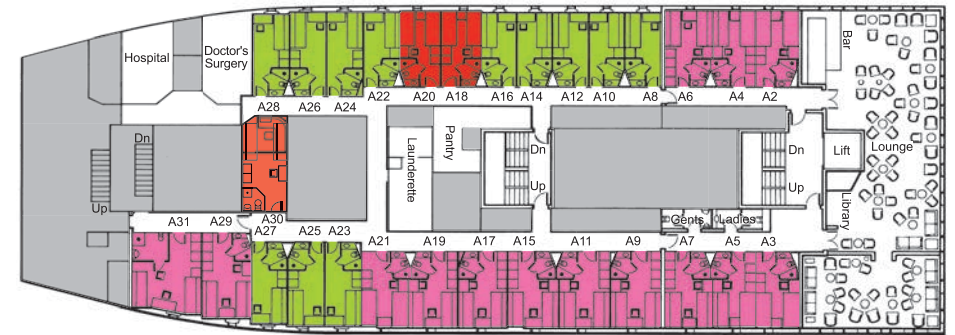 Hospital
Doctor's
Surgery
Bar
A28
A26
A24
A22
A20
A18
A16
A14
A12
A10
A8
A6
A4
A2
Dn
Up
Launderette
Pantry
Dn
Up
Dn
Up
Lift
Lounge
Library
Gents
Ladies
A31
A29
A30
A27
A25
A23
A21
A19
A17
A15
A11
A9
A7
A5
A3